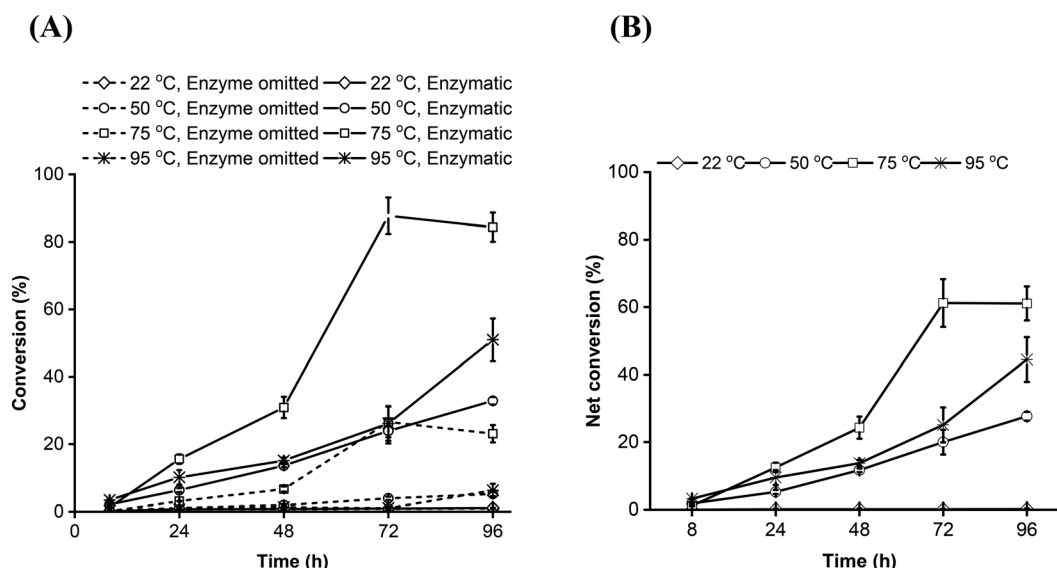 (A)
(B)
22 °C, Enzyme omitted 22 °C, Enzymatic
50 °C, Enzyme omitted 50 °C, Enzymatic
75 °C, Enzyme omitted 75 °C, Enzymatic
95 °C, Enzyme omitted 95 °C, Enzymatic
100
80
60
40
20
0
Conversion (%)
0 24 48 72 96
Time (h)
22 °C 50 °C 75 °C 95 °C
100
80
60
40
20
0
Net conversion (%)
8 24 48 72 96
Time (h)